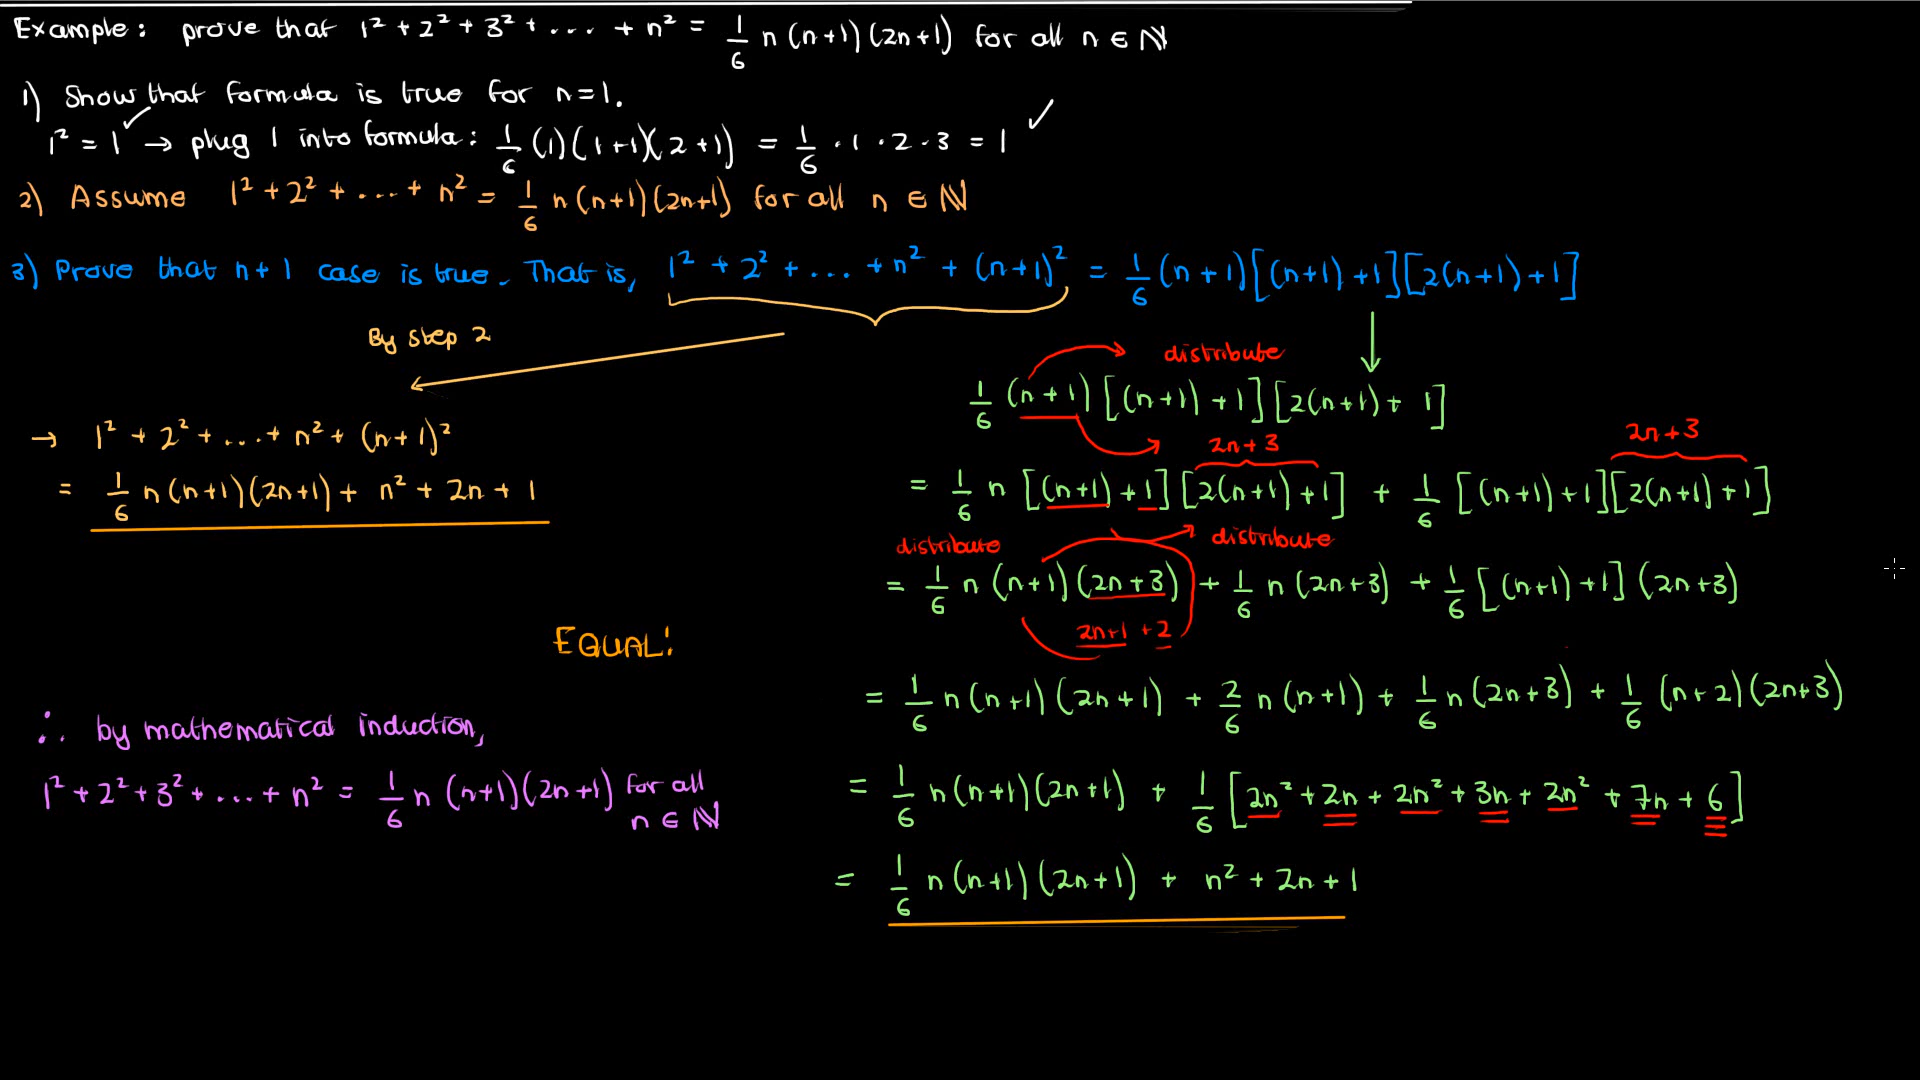 Example: prove that 1² + 2² + 3² + ... + n² = 1/6 n (n+1) (2n+1) for all n ∈ ℕ
1) Show that formula is true for n=1.
1² = 1 ✓ → plug 1 into formula: 1/6 (1)(1+1)(2+1) = 1/6 · 1 · 2 · 3 = 1 ✓
2) Assume 1² + 2² + ... + n² = 1/6 n (n+1) (2n+1) for all n ∈ ℕ
3) Prove that n+1 case is true. That is, 1² + 2² + ... + n² + (n+1)² = 1/6 (n+1)[(n+1)+1][2(n+1)+1]
By step 2
→ 1² + 2² + ... + n² + (n+1)²
= 1/6 n (n+1)(2n+1) + n² + 2n + 1
distribute
1/6 (n+1) [(n+1)+1][2(n+1)+1]
2n+3 2n+3
= 1/6 n [(n+1)+1][2(n+1)+1] + 1/6 [(n+1)+1][2(n+1)+1]
distribute distribute
= 1/6 n (n+1)(2n+3) + 1/6 n (2n+3) + 1/6 [(n+1)+1] (2n+3)
2n+1 + 2
= 1/6 n (n+1) (2n+1) + 2/6 n (n+1) + 1/6 n (2n+3) + 1/6 (n+2)(2n+3)
= 1/6 n (n+1)(2n+1) + 1/6 [2n² + 2n + 2n² + 3n + 2n² + 7n + 6]
= 1/6 n (n+1) (2n+1) + n² + 2n + 1
EQUAL!
∴ by mathematical induction,
1² + 2² + 3² + ... + n² = 1/6 n (n+1)(2n+1) for all
n ∈ ℕ